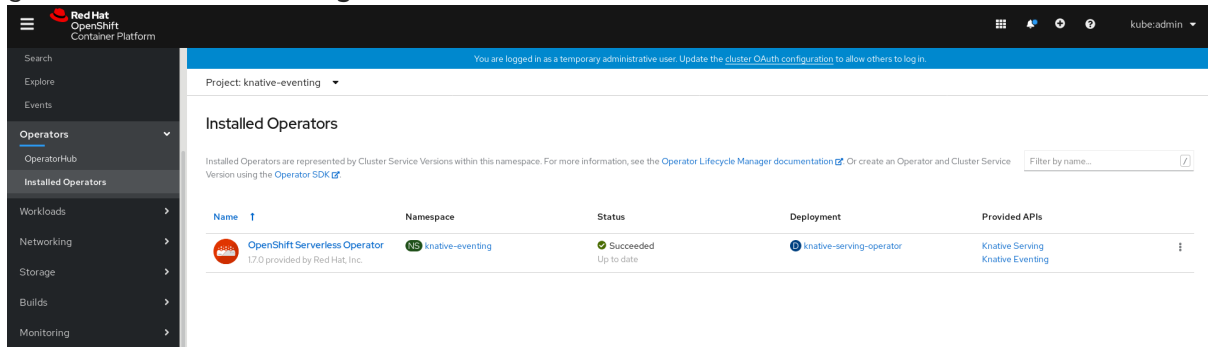 Red Hat
OpenShift
Container Platform
kube:admin
Search
Explore
Events
Operators
OperatorHub
Installed Operators
Workloads
Networking
Storage
Builds
Monitoring
You are logged in as a temporary administrative user. Update the cluster OAuth configuration to allow others to log in.
Project: knative-eventing
Installed Operators
Installed Operators are represented by Cluster Service Versions within this namespace. For more information, see the Operator Lifecycle Manager documentation. Or create an Operator and Cluster Service
Version using the Operator SDK.
Filter by name...
/
Name Namespace Status Deployment Provided APIs
OpenShift Serverless Operator NS knative-eventing Succeeded D knative-serving-operator Knative Serving
1.7.0 provided by Red Hat, Inc. Up to date Knative Eventing